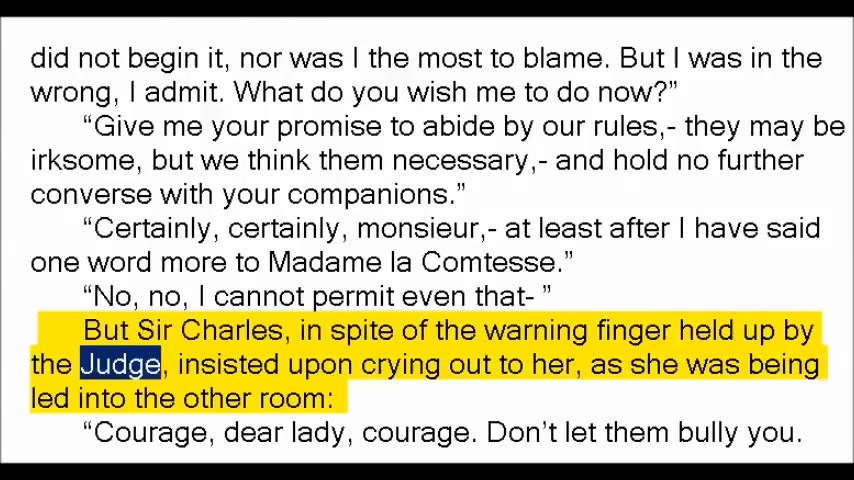 did not begin it, nor was I the most to blame. But I was in the
wrong, I admit. What do you wish me to do now?”
“Give me your promise to abide by our rules,- they may be
irksome, but we think them necessary,- and hold no further
converse with your companions.”
“Certainly, certainly, monsieur,- at least after I have said
one word more to Madame la Comtesse.”
“No, no, I cannot permit even that- ”
But Sir Charles, in spite of the warning finger held up by
the Judge, insisted upon crying out to her, as she was being
led into the other room:
“Courage, dear lady, courage. Don’t let them bully you.